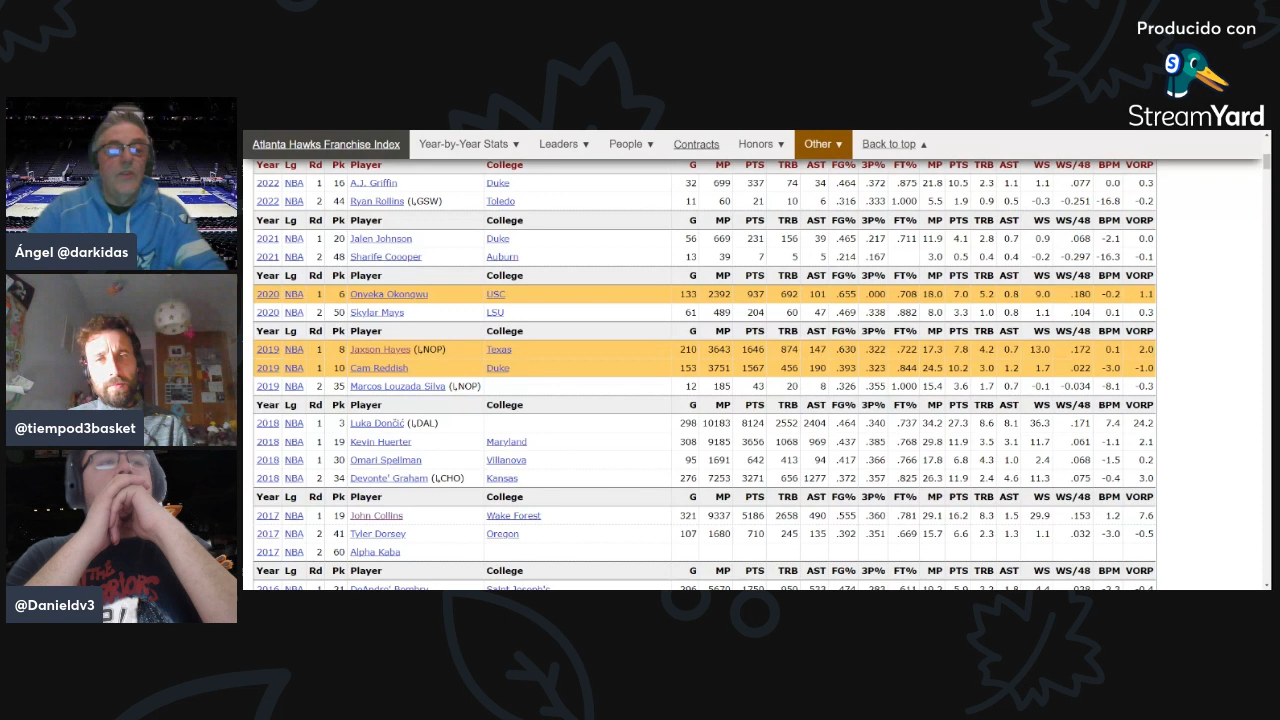 Producido con
StreamYard
Ángel @darkidas
@tiempod3basket
THE
@Danieldv3
Atlanta Hawks Franchise Index Year-by-Year Stats ▼ Leaders ▼ People ▼ Contracts Honors ▼ Other ▼ Back to top ▲
Year Lg Rd Pk Player College G MP PTS TRB AST FG% 3P% FT% MP PTS TRB AST WS WS/48 BPM VORP
2022 NBA 1 16 A.J. Griffin Duke 32 699 337 74 34 .464 .372 .875 21.8 10.5 2.3 1.1 1.1 .077 0.0 0.3
2022 NBA 2 44 Ryan Rollins (↳GSW) Toledo 11 60 21 10 6 .316 .333 1.000 5.5 1.9 0.9 0.5 -0.3 -0.251 -16.8 -0.2
Year Lg Rd Pk Player College G MP PTS TRB AST FG% 3P% FT% MP PTS TRB AST WS WS/48 BPM VORP
2021 NBA 1 20 Jalen Johnson Duke 56 669 231 156 39 .465 .217 .711 11.9 4.1 2.8 0.7 0.9 .068 -2.1 0.0
2021 NBA 2 48 Sharife Coooper Auburn 13 39 7 5 5 .214 .167 3.0 0.5 0.4 0.4 -0.2 -0.297 -16.3 -0.1
Year Lg Rd Pk Player College G MP PTS TRB AST FG% 3P% FT% MP PTS TRB AST WS WS/48 BPM VORP
2020 NBA 1 6 Onyeka Okongwu USC 133 2392 937 692 101 .655 .000 .708 18.0 7.0 5.2 0.8 9.0 .180 -0.2 1.1
2020 NBA 2 50 Skylar Mays LSU 61 489 204 60 47 .469 .338 .882 8.0 3.3 1.0 0.8 1.1 .104 0.1 0.3
Year Lg Rd Pk Player College G MP PTS TRB AST FG% 3P% FT% MP PTS TRB AST WS WS/48 BPM VORP
2019 NBA 1 8 Jaxson Hayes (↳NOP) Texas 210 3643 1646 874 147 .630 .322 .722 17.3 7.8 4.2 0.7 13.0 .172 0.1 2.0
2019 NBA 1 10 Cam Reddish Duke 153 3751 1567 456 190 .393 .323 .844 24.5 10.2 3.0 1.2 1.7 .022 -3.0 -1.0
2019 NBA 2 35 Marcos Louzada Silva (↳NOP) 12 185 43 20 8 .326 .355 1.000 15.4 3.6 1.7 0.7 -0.1 -0.034 -8.1 -0.3
Year Lg Rd Pk Player College G MP PTS TRB AST FG% 3P% FT% MP PTS TRB AST WS WS/48 BPM VORP
2018 NBA 1 3 Luka Dončić (↳DAL) 298 10183 8124 2552 2404 .464 .340 .737 34.2 27.3 8.6 8.1 36.3 .171 7.4 24.2
2018 NBA 1 19 Kevin Huerter Maryland 308 9185 3656 1068 969 .437 .385 .768 29.8 11.9 3.5 3.1 11.7 .061 -1.1 2.1
2018 NBA 1 30 Omari Spellman Villanova 95 1691 642 413 94 .417 .366 .766 17.8 6.8 4.3 1.0 2.4 .068 -1.5 0.2
2018 NBA 2 34 Devonte' Graham (↳CHO) Kansas 276 7253 3271 656 1277 .372 .357 .825 26.3 11.9 2.4 4.6 11.3 .075 -0.4 3.0
Year Lg Rd Pk Player College G MP PTS TRB AST FG% 3P% FT% MP PTS TRB AST WS WS/48 BPM VORP
2017 NBA 1 19 John Collins Wake Forest 321 9337 5186 2658 490 .555 .360 .781 29.1 16.2 8.3 1.5 29.9 .153 1.2 7.6
2017 NBA 2 41 Tyler Dorsey Oregon 107 1680 710 245 135 .392 .351 .669 15.7 6.6 2.3 1.3 1.1 .032 -3.0 -0.5
2017 NBA 2 60 Alpha Kaba
Year Lg Rd Pk Player College G MP PTS TRB AST FG% 3P% FT% MP PTS TRB AST WS WS/48 BPM VORP